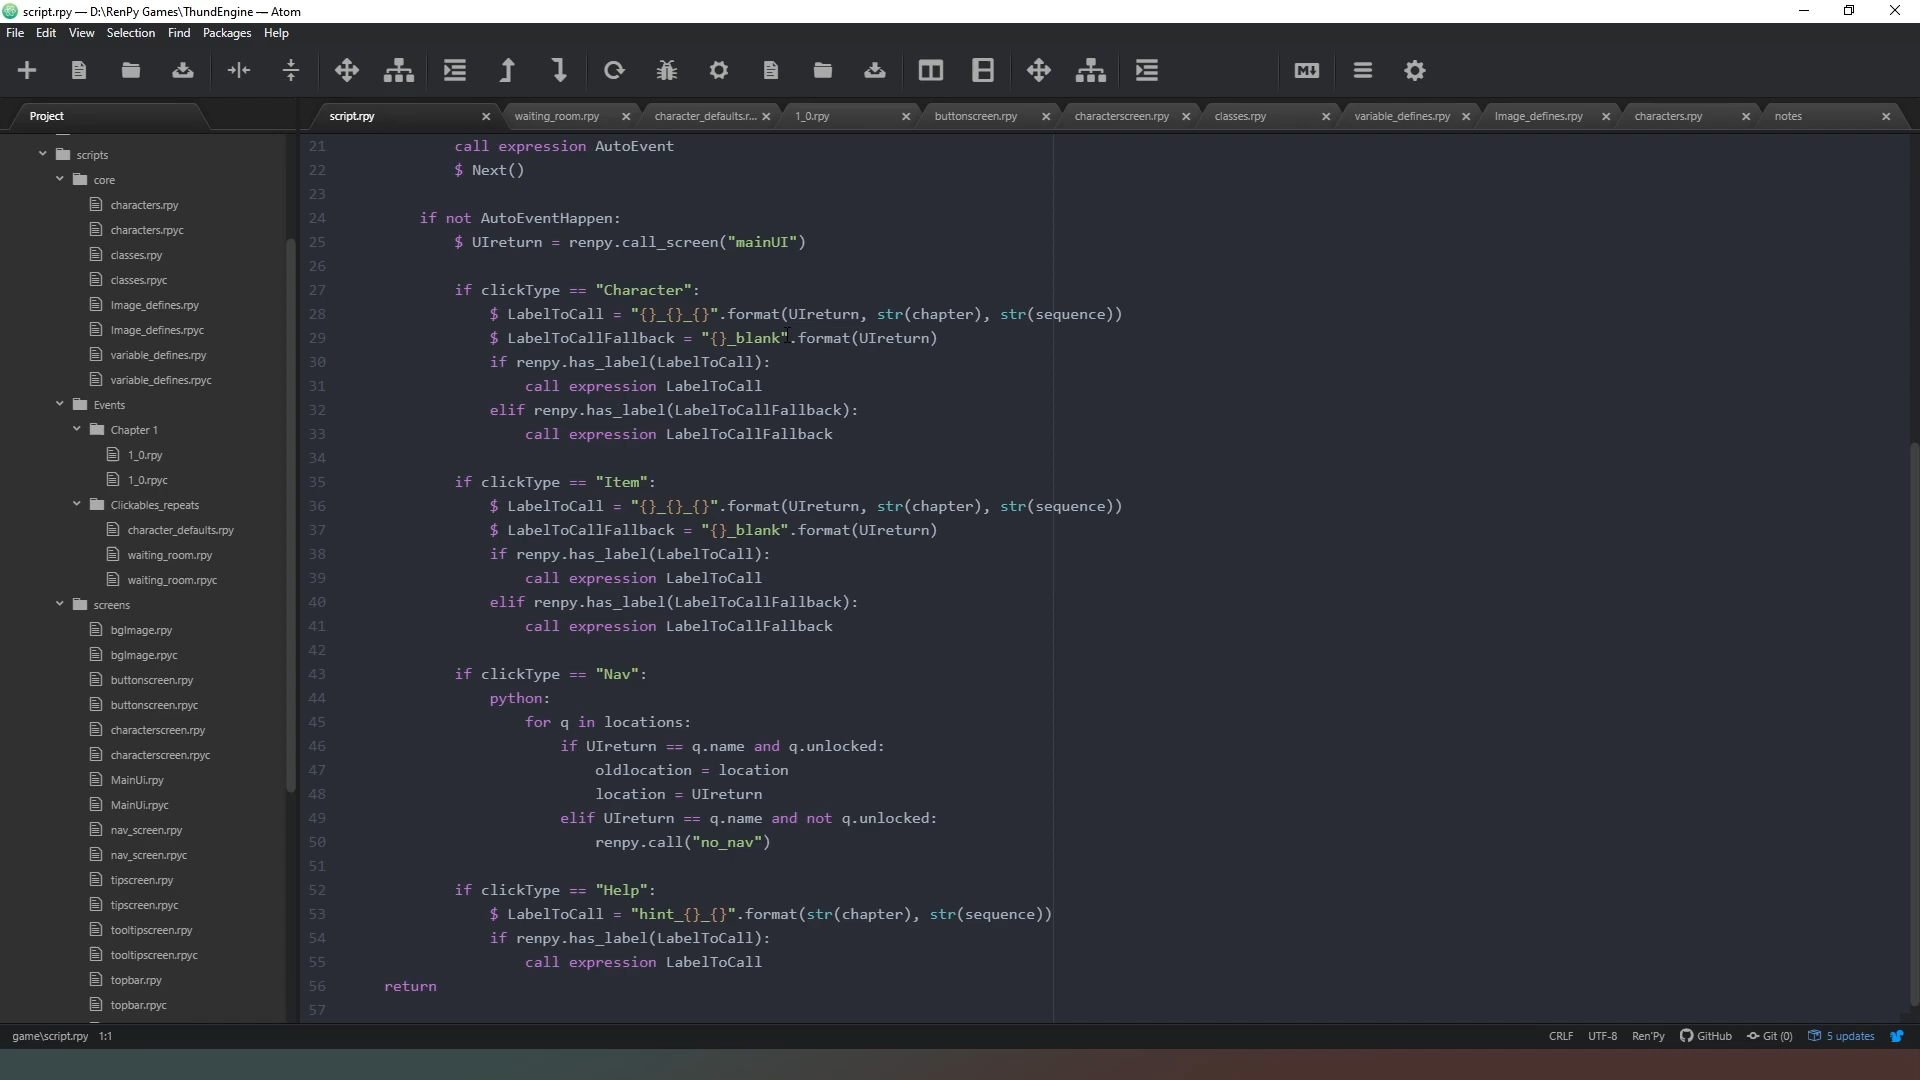 script.rpy — D:\RenPy Games\ThundEngine — Atom
File Edit View Selection Find Packages Help
Project
script.rpy waiting_room.rpy character_defaults.r... 1_0.rpy buttonscreen.rpy characterscreen.rpy classes.rpy variable_defines.rpy Image_defines.rpy characters.rpy notes
scripts
core
characters.rpy
characters.rpyc
classes.rpy
classes.rpyc
Image_defines.rpy
Image_defines.rpyc
variable_defines.rpy
variable_defines.rpyc
Events
Chapter 1
1_0.rpy
1_0.rpyc
Clickables_repeats
character_defaults.rpy
waiting_room.rpy
waiting_room.rpyc
screens
bgImage.rpy
bgImage.rpyc
buttonscreen.rpy
buttonscreen.rpyc
characterscreen.rpy
characterscreen.rpyc
MainUi.rpy
MainUi.rpyc
nav_screen.rpy
nav_screen.rpyc
tipscreen.rpy
tipscreen.rpyc
tooltipscreen.rpy
tooltipscreen.rpyc
topbar.rpy
topbar.rpyc
21 call expression AutoEvent
22 $ Next()
23
24 if not AutoEventHappen:
25 $ UIreturn = renpy.call_screen("mainUI")
26
27 if clickType == "Character":
28 $ LabelToCall = "{}_{}_{}".format(UIreturn, str(chapter), str(sequence))
29 $ LabelToCallFallback = "{}_blank".format(UIreturn)
30 if renpy.has_label(LabelToCall):
31 call expression LabelToCall
32 elif renpy.has_label(LabelToCallFallback):
33 call expression LabelToCallFallback
34
35 if clickType == "Item":
36 $ LabelToCall = "{}_{}_{}".format(UIreturn, str(chapter), str(sequence))
37 $ LabelToCallFallback = "{}_blank".format(UIreturn)
38 if renpy.has_label(LabelToCall):
39 call expression LabelToCall
40 elif renpy.has_label(LabelToCallFallback):
41 call expression LabelToCallFallback
42
43 if clickType == "Nav":
44 python:
45 for q in locations:
46 if UIreturn == q.name and q.unlocked:
47 oldlocation = location
48 location = UIreturn
49 elif UIreturn == q.name and not q.unlocked:
50 renpy.call("no_nav")
51
52 if clickType == "Help":
53 $ LabelToCall = "hint_{}_{}".format(str(chapter), str(sequence))
54 if renpy.has_label(LabelToCall):
55 call expression LabelToCall
56 return
57
game\script.rpy 1:1 CRLF UTF-8 Ren'Py GitHub Git (0) 5 updates